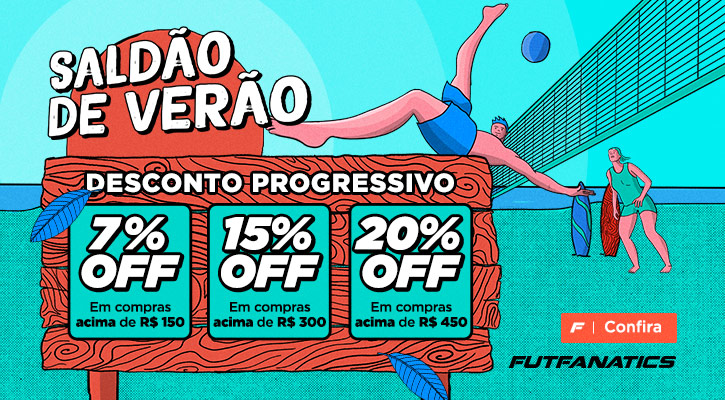 SALDÃO
DE VERÃO
DESCONTO PROGRESSIVO
7%
OFF
Em compras
acima de R$ 150
15%
OFF
Em compras
acima de R$ 300
20%
OFF
Em compras
acima de R$ 450
F | Confira
FUTFANATICS